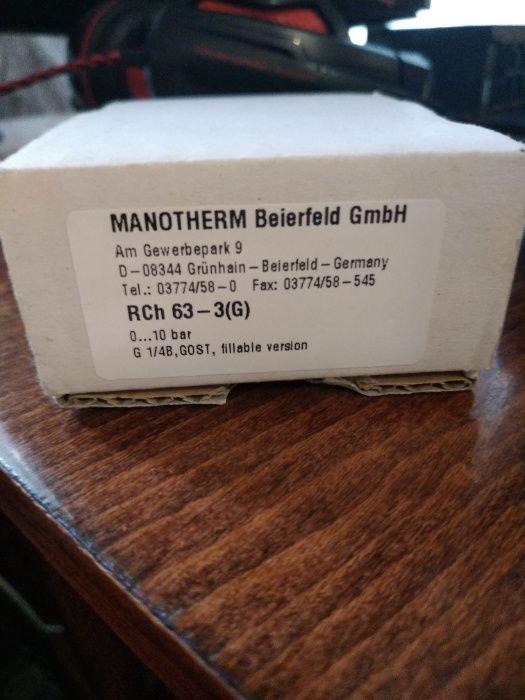 MANOTHERM Beierfeld GmbH
Am Gewerbepark 9
D-08344 Grünhain-Beierfeld-Germany
Tel.: 03774/58-0 Fax: 03774/58-545
RCh 63-3(G)
0...10 bar
G 1/4B,GOST, fillable version